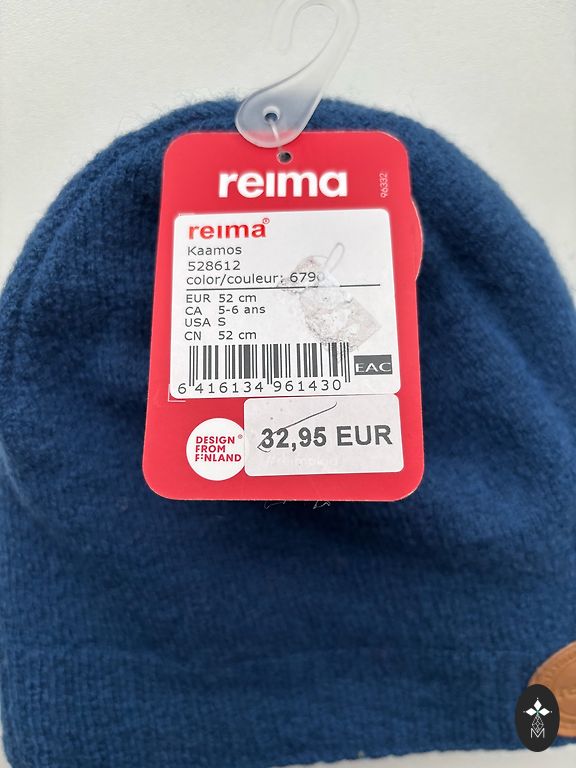 reima
96332
reima®
Kaamos
528612
color/couleur: 6790
EUR 52 cm
CA 5-6 ans
USA S
CN 52 cm
6 416134 961430
EAC
DESIGN®
FROM
FINLAND
32,95 EUR
M